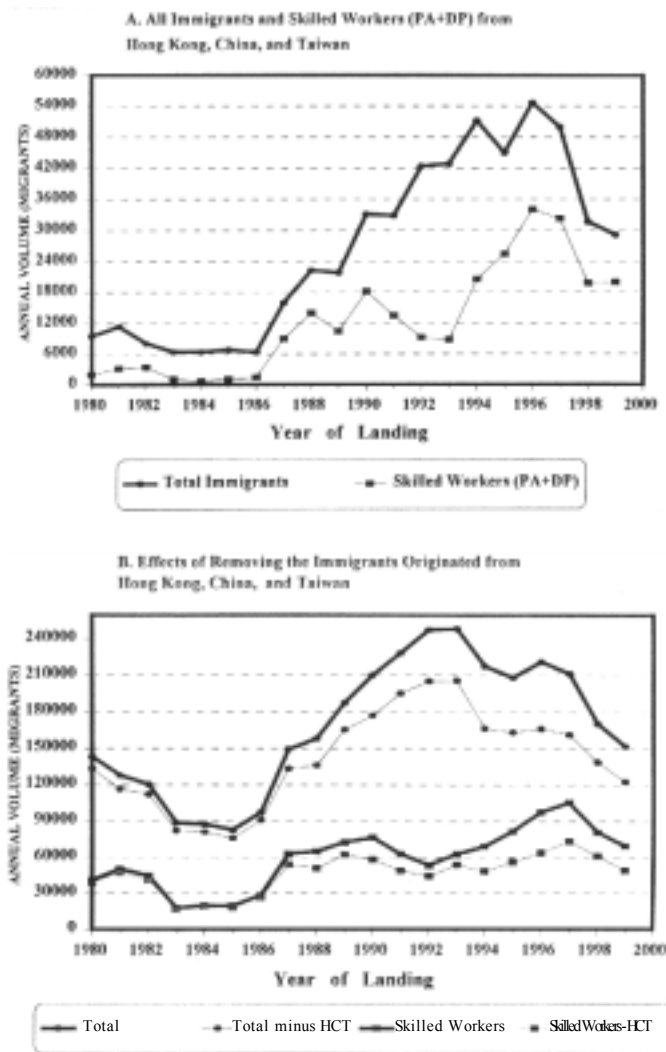 A. All Immigrants and Skilled Workers (PA+DP) from
Hong Kong, China, and Taiwan
60000
54000
48000
42000
36000
30000
24000
18000
12000
6000
0
ANNUAL VOLUME (MIGRANTS)
1980 1982 1984 1986 1988 1990 1992 1994 1996 1998 2000
Year of Landing
Total Immigrants Skilled Workers (PA+DP)
B. Effects of Removing the Immigrants Originated from
Hong Kong, China, and Taiwan
240000
210000
180000
150000
120000
90000
60000
30000
0
ANNUAL VOLUME (MIGRANTS)
1980 1982 1984 1986 1988 1990 1992 1994 1996 1998 2000
Year of Landing
Total Total minus HCT Skilled Workers Skilled Workers-HCT